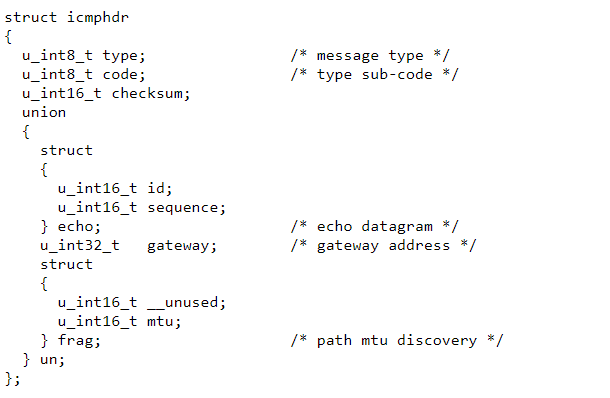 struct icmphdr
{
  u_int8_t type;                /* message type */
  u_int8_t code;                /* type sub-code */
  u_int16_t checksum;
  union
  {
    struct
    {
      u_int16_t id;
      u_int16_t sequence;
    } echo;                     /* echo datagram */
    u_int32_t   gateway;        /* gateway address */
    struct
    {
      u_int16_t __unused;
      u_int16_t mtu;
    } frag;                     /* path mtu discovery */
  } un;
};